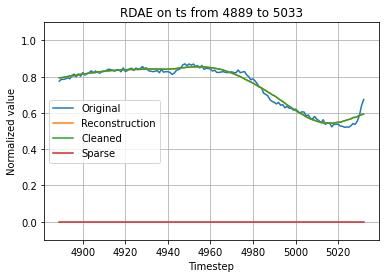 RDAE on ts from 4889 to 5033
Normalized value
1.0
0.8
0.6
0.4
0.2
0.0
Original
Reconstruction
Cleaned
Sparse
4900 4920 4940 4960 4980 5000 5020
Timestep